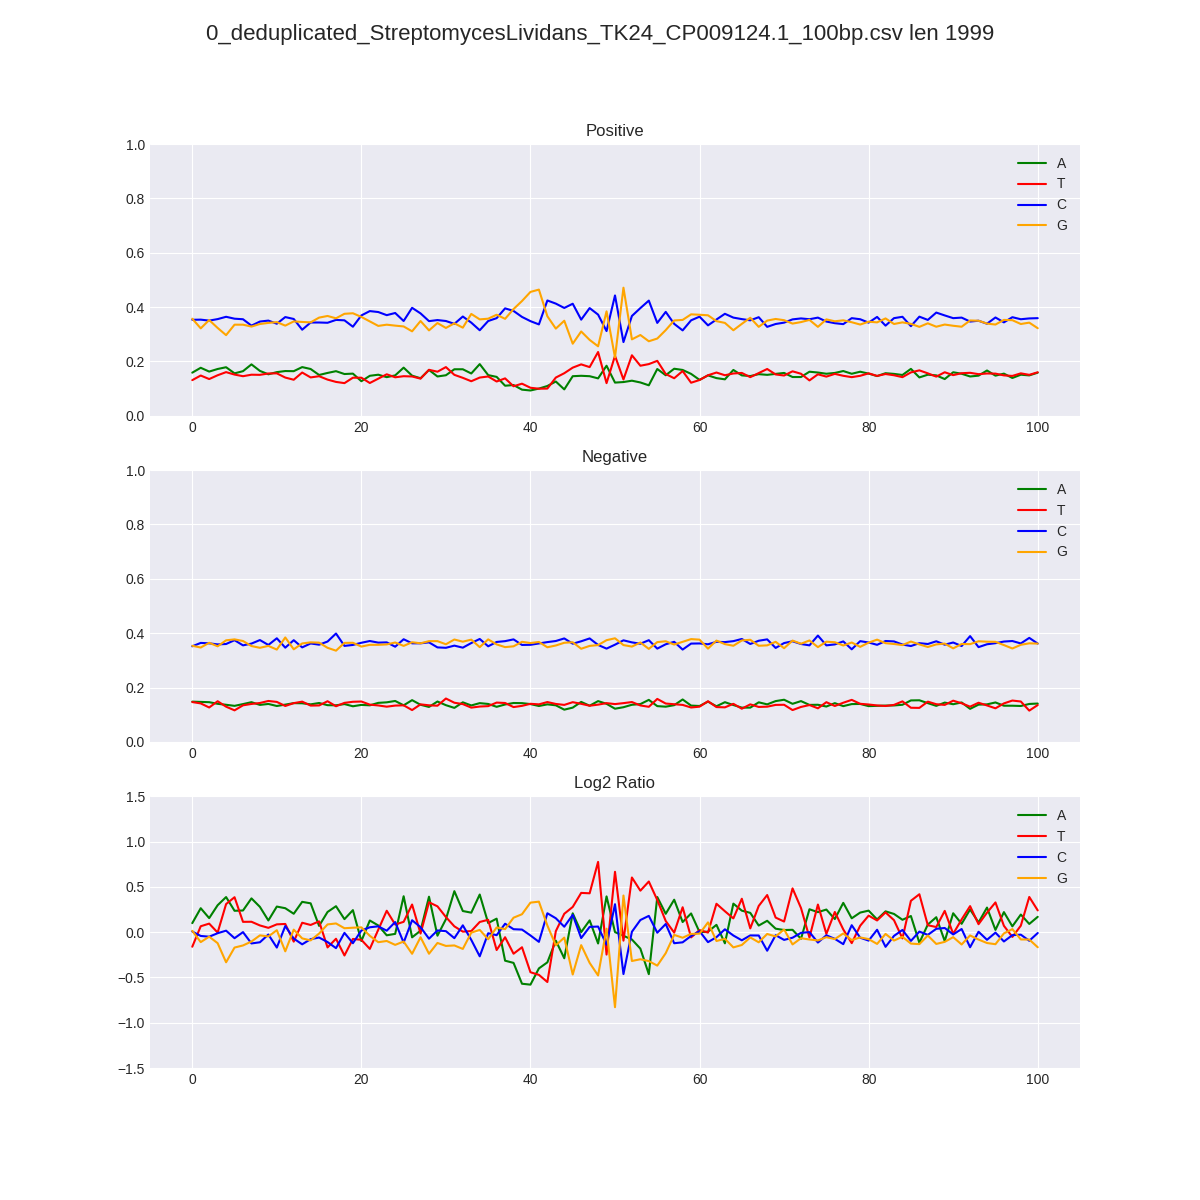 0_deduplicated_StreptomycesLividans_TK24_CP009124.1_100bp.csv len 1999
Positive
1.0
0.8
0.6
0.4
0.2
0.0
0 20 40 60 80 100
A
T
C
G
Negative
1.0
0.8
0.6
0.4
0.2
0.0
0 20 40 60 80 100
A
T
C
G
Log2 Ratio
1.5
1.0
0.5
0.0
−0.5
−1.0
−1.5
0 20 40 60 80 100
A
T
C
G